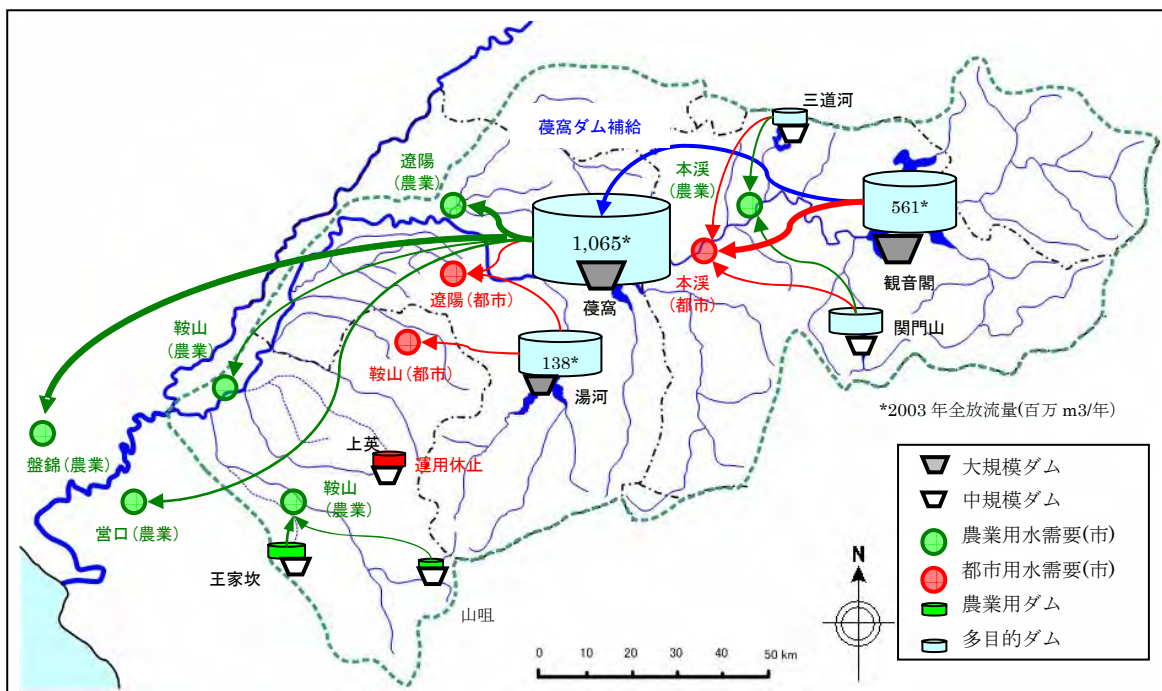 三道河
葠窩ダム補給
遼陽
(農業)
本渓
(農業)
561*
1,065*
観音閣
本渓
(都市)
遼陽(都市)
葠窩
関門山
鞍山
(農業)
鞍山(都市)
138*
湯河
*2003 年全放流量(百万 m3/年)
上英
運用休止
盤錦(農業)
鞍山
(農業)
営口(農業)
王家坎
山咀
N
0 10 20 30 40 50 km
大規模ダム
中規模ダム
農業用水需要(市)
都市用水需要(市)
農業用ダム
多目的ダム